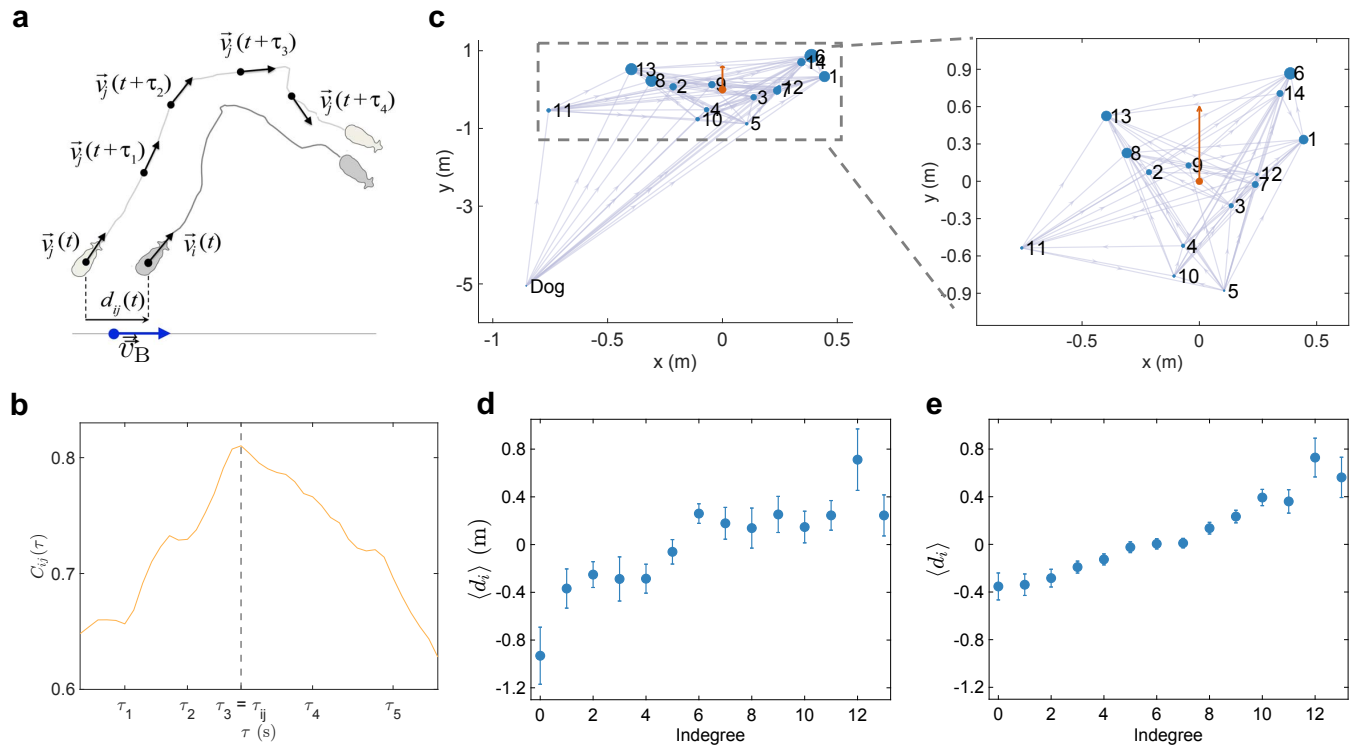 a
v⃗j(t+τ3)
v⃗j(t+τ2)
v⃗j(t+τ4)
v⃗j(t+τ1)
v⃗j(t)
v⃗i(t)
dij(t)
v⃗B
b
Cij(τ)
0.8
0.7
0.6
τ1 τ2 τ3 = τij τ4 τ5
τ (s)
c
y (m)
1
-1
-3
-5
-1 -0.5 0 0.5
x (m)
6
14
13
1
8
2
9
12
7
3
11
4
10
5
Dog
y (m)
0.9
0.6
0.3
0
-0.3
-0.6
-0.9
-0.5 0 0.5
x (m)
6
14
13
1
8
9
2
12
7
3
4
11
10
5
d
⟨di⟩ (m)
0.8
0.4
0
-0.4
-0.8
-1.2
0 2 4 6 8 10 12
Indegree
e
⟨di⟩
0.8
0.4
0
-0.4
-0.8
-1.2
0 2 4 6 8 10 12
Indegree